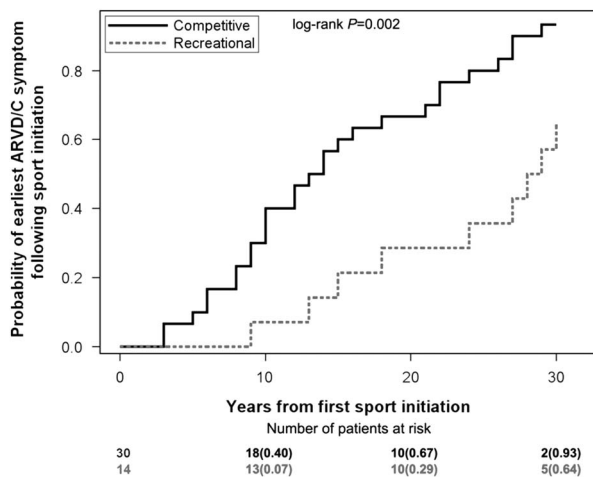 Competitive
Recreational
log-rank P=0.002
Probability of earliest ARVD/C symptom
following sport initiation
0.8
0.6
0.4
0.2
0.0
0 10 20 30
Years from first sport initiation
Number of patients at risk
30 18(0.40) 10(0.67) 2(0.93)
14 13(0.07) 10(0.29) 5(0.64)